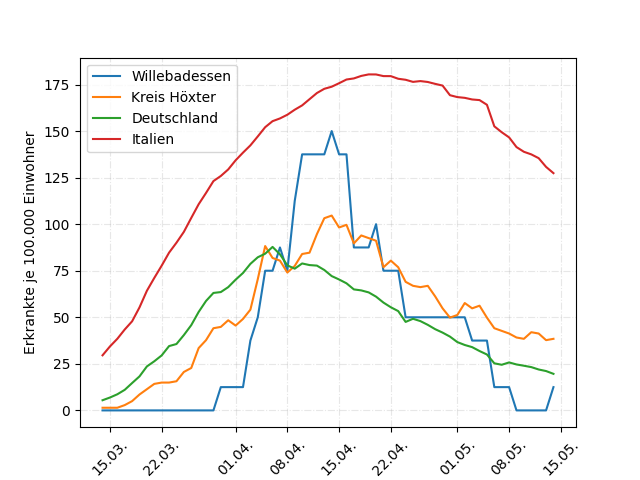 Willebadessen
Kreis Höxter
Deutschland
Italien
Erkrankte je 100.000 Einwohner
175
150
125
100
75
50
25
0
15.03. 22.03. 01.04. 08.04. 15.04. 22.04. 01.05. 08.05. 15.05.